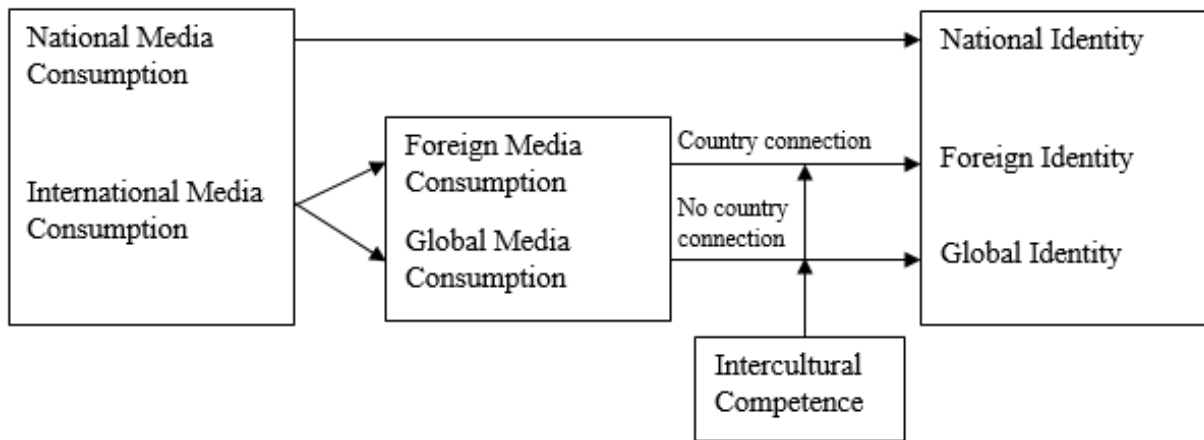 National Media
Consumption
International Media
Consumption
Foreign Media
Consumption
Global Media
Consumption
Country connection
No country
connection
Intercultural
Competence
National Identity
Foreign Identity
Global Identity